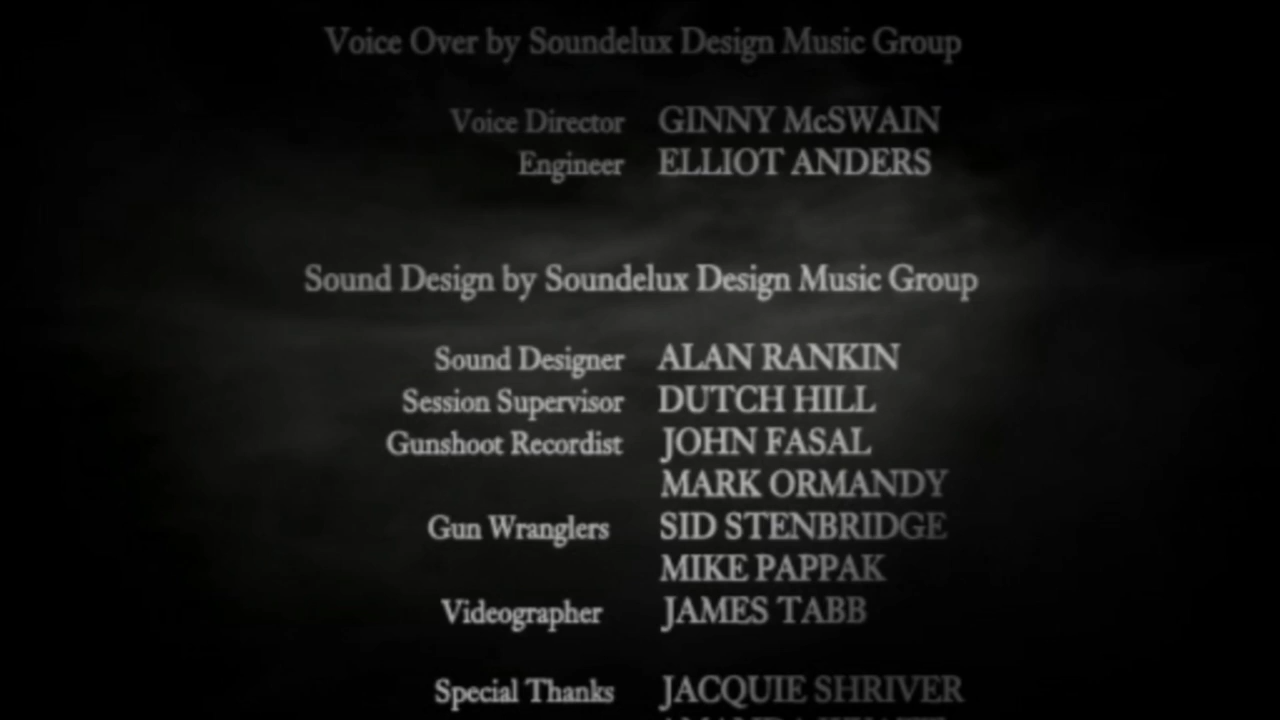 Voice Over by Soundelux Design Music Group
Voice Director GINNY McSWAIN
Engineer ELLIOT ANDERS
Sound Design by Soundelux Design Music Group
Sound Designer ALAN RANKIN
Session Supervisor DUTCH HILL
Gunshoot Recordist JOHN FASAL
MARK ORMANDY
Gun Wranglers SID STENBRIDGE
MIKE PAPPAK
Videographer JAMES TABB
Special Thanks JACQUIE SHRIVER